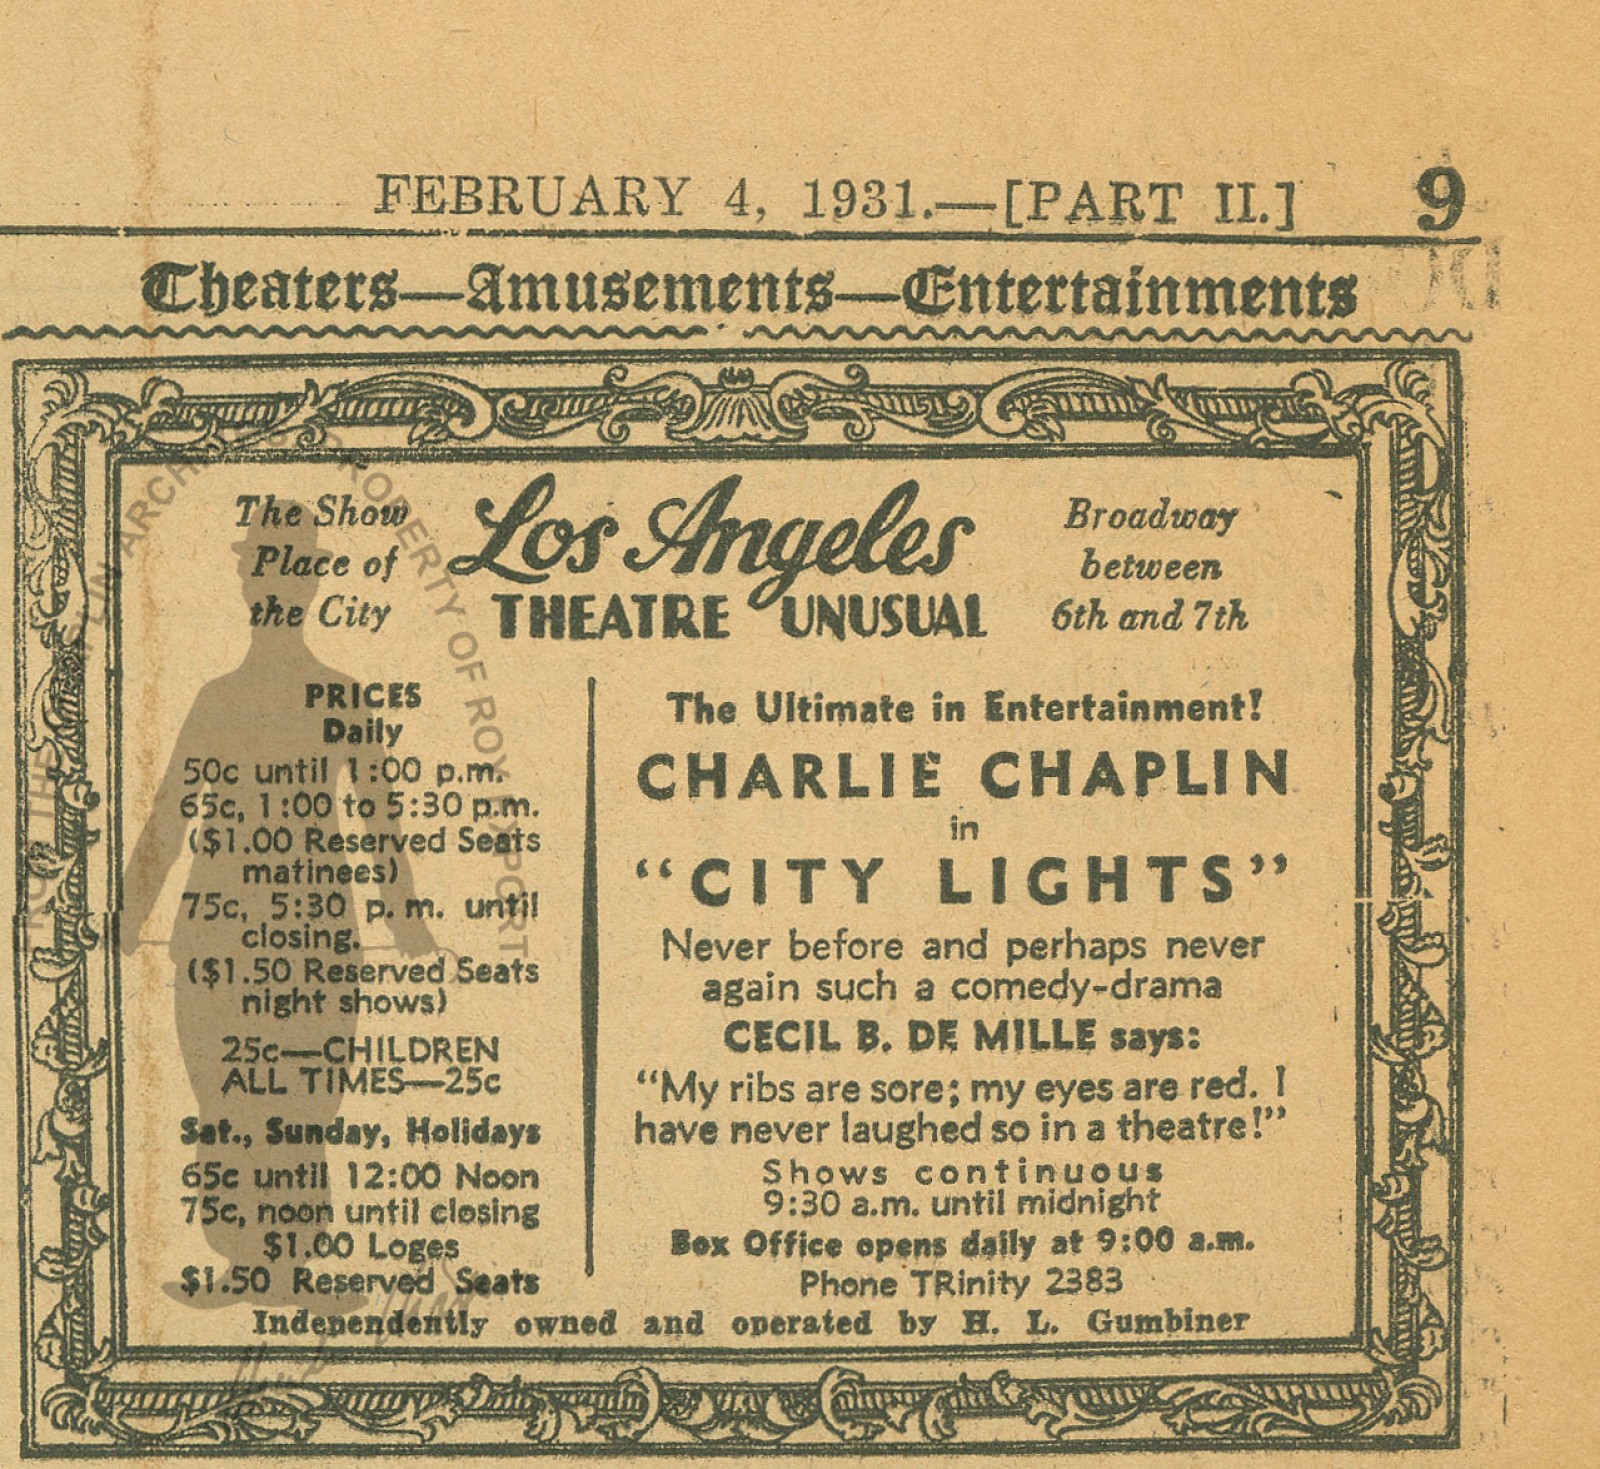 FEBRUARY 4, 1931.—[PART II.] 9
Theaters—Amusements—Entertainments
The Show
Place of
the City
Los Angeles
THEATRE UNUSUAL
Broadway
between
6th and 7th
PRICES
Daily
50c until 1:00 p.m.
65c, 1:00 to 5:30 p.m.
($1.00 Reserved Seats
matinees)
75c, 5:30 p. m. until
closing.
($1.50 Reserved Seats
night shows)
25c—CHILDREN
ALL TIMES—25c
Sat., Sunday, Holidays
65c until 12:00 Noon
75c, noon until closing
$1.00 Loges
$1.50 Reserved Seats
The Ultimate in Entertainment!
CHARLIE CHAPLIN
in
“CITY LIGHTS”
Never before and perhaps never
again such a comedy-drama
CECIL B. DE MILLE says:
“My ribs are sore; my eyes are red. I
have never laughed so in a theatre!”
Shows continuous
9:30 a.m. until midnight
Box Office opens daily at 9:00 a.m.
Phone TRinity 2383
Independently owned and operated by H. L. Gumbiner
PROPERTY OF ROY EXPORT